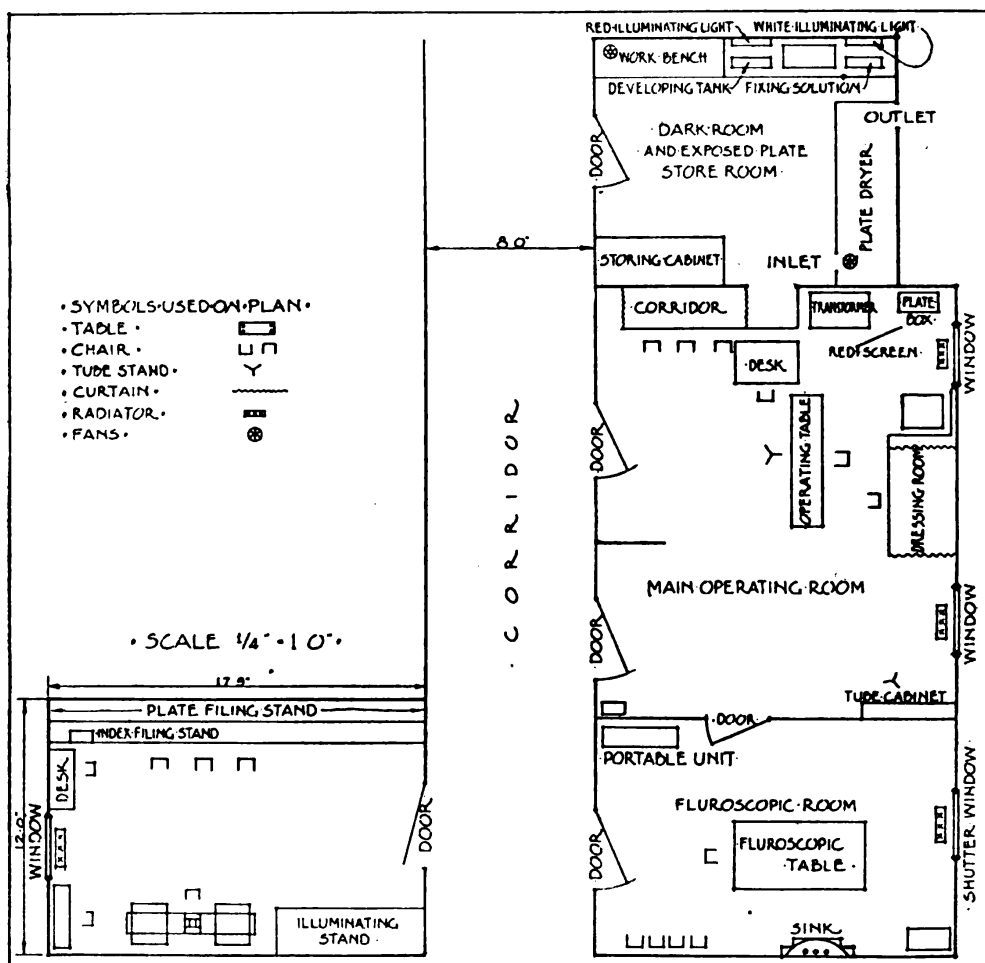 RED·ILLUMINATING LIGHT WHITE·ILLUMINATING LIGHT
WORK·BENCH
DEVELOPING TANK FIXING·SOLUTION
OUTLET
·DARK·ROOM
AND·EXPOSED·PLATE
STORE ROOM·
DOOR
PLATE DRYER
8'0"
STORING·CABINET
INLET
·SYMBOLS·USED·ON·PLAN·
·TABLE·
·CHAIR·
·TUBE STAND·
·CURTAIN·
·RADIATOR·
·FANS·
CORRIDOR
TRANSFORMER
PLATE
BOX
RED·SCREEN
WINDOW
·DESK·
DOOR
OPERATING·TABLE
DRESSING·ROOM
·CORRIDOR
MAIN·OPERATING·ROOM
DOOR
WINDOW
·SCALE 1/4"·1'0"·
17'9"
PLATE FILING STAND
INDEX·FILING·STAND
DESK
12'0"
WINDOW
DOOR
ILLUMINATING
STAND·
TUBE·CABINET
DOOR
PORTABLE UNIT
FLUROSCOPIC·ROOM
DOOR
FLUROSCOPIC
TABLE·
·SHUTTER WINDOW·
SINK